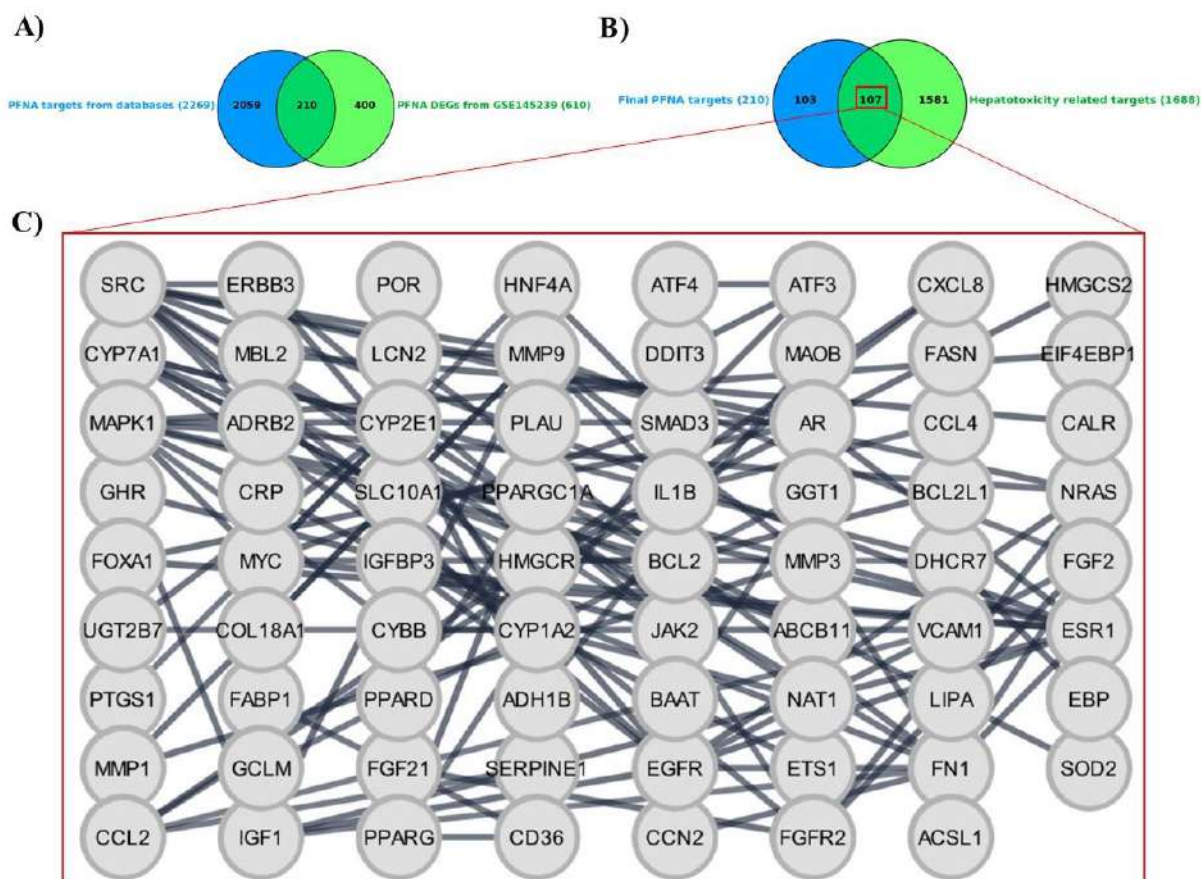 A)
PFNA targets from databases (2269) 2059 210 400 PFNA DEGs from GSE145239 (610)
B)
Final PFNA targets (210) 103 107 1581 Hepatotoxicity related targets (1688)
C)
SRC ERBB3 POR HNF4A ATF4 ATF3 CXCL8 HMGCS2
CYP7A1 MBL2 LCN2 MMP9 DDIT3 MAOB FASN EIF4EBP1
MAPK1 ADRB2 CYP2E1 PLAU SMAD3 AR CCL4 CALR
GHR CRP SLC10A1 PPARGC1A IL1B GGT1 BCL2L1 NRAS
FOXA1 MYC IGFBP3 HMGCR BCL2 MMP3 DHCR7 FGF2
UGT2B7 COL18A1 CYBB CYP1A2 JAK2 ABCB11 VCAM1 ESR1
PTGS1 FABP1 PPARD ADH1B BAAT NAT1 LIPA EBP
MMP1 GCLM FGF21 SERPINE1 EGFR ETS1 FN1 SOD2
CCL2 IGF1 PPARG CD36 CCN2 FGFR2 ACSL1